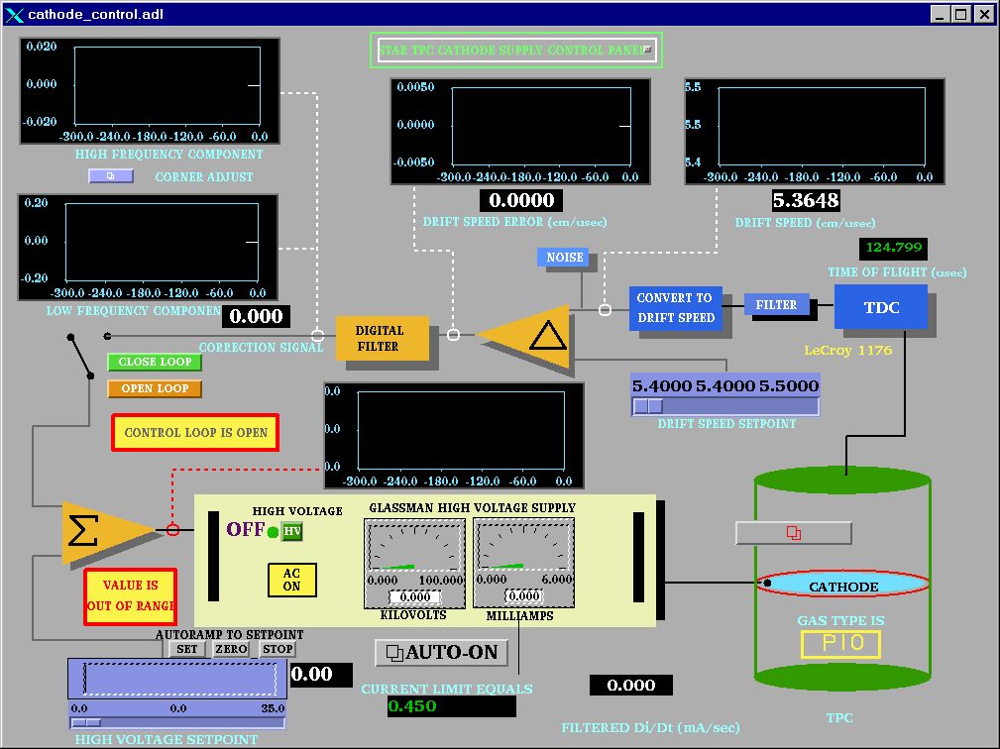 cathode_control.adl
STAR TPC CATHODE SUPPLY CONTROL PANEL
0.020
0.000
-0.020
-300.0 -240.0 -180.0 -120.0 -60.0 0.0
HIGH FREQUENCY COMPONENT
CORNER ADJUST
0.0050
0.0000
-0.0050
-300.0 -240.0 -180.0 -120.0 -60.0 0.0
0.0000
DRIFT SPEED ERROR (cm/usec)
5.5
5.5
5.4
-300.0 -240.0 -180.0 -120.0 -60.0 0.0
5.3648
DRIFT SPEED (cm/usec)
0.20
0.00
-0.20
-300.0 -240.0 -180.0 -120.0 -60.0 0.0
LOW FREQUENCY COMPONEN
0.000
CORRECTION SIGNAL
124.799
TIME OF FLIGHT (usec)
NOISE
CONVERT TO
DRIFT SPEED
FILTER
TDC
LeCroy 1176
DIGITAL
FILTER
Δ
CLOSE LOOP
OPEN LOOP
5.4000 5.4000 5.5000
DRIFT SPEED SETPOINT
CONTROL LOOP IS OPEN
0.0
0.0
0.0
-300.0 -240.0 -180.0 -120.0 -60.0 0.0
Σ
VALUE IS
OUT OF RANGE
HIGH VOLTAGE
OFF
HV
AC
ON
GLASSMAN HIGH VOLTAGE SUPPLY
0.000 100.000
0.000
KILOVOLTS
0.000 6.000
0.000
MILLIAMPS
CATHODE
GAS TYPE IS
P10
TPC
AUTORAMP TO SETPOINT
SET ZERO STOP
0.00
0.0 0.0 35.0
HIGH VOLTAGE SETPOINT
AUTO-ON
CURRENT LIMIT EQUALS
0.450
0.000
FILTERED Di/Dt (mA/sec)